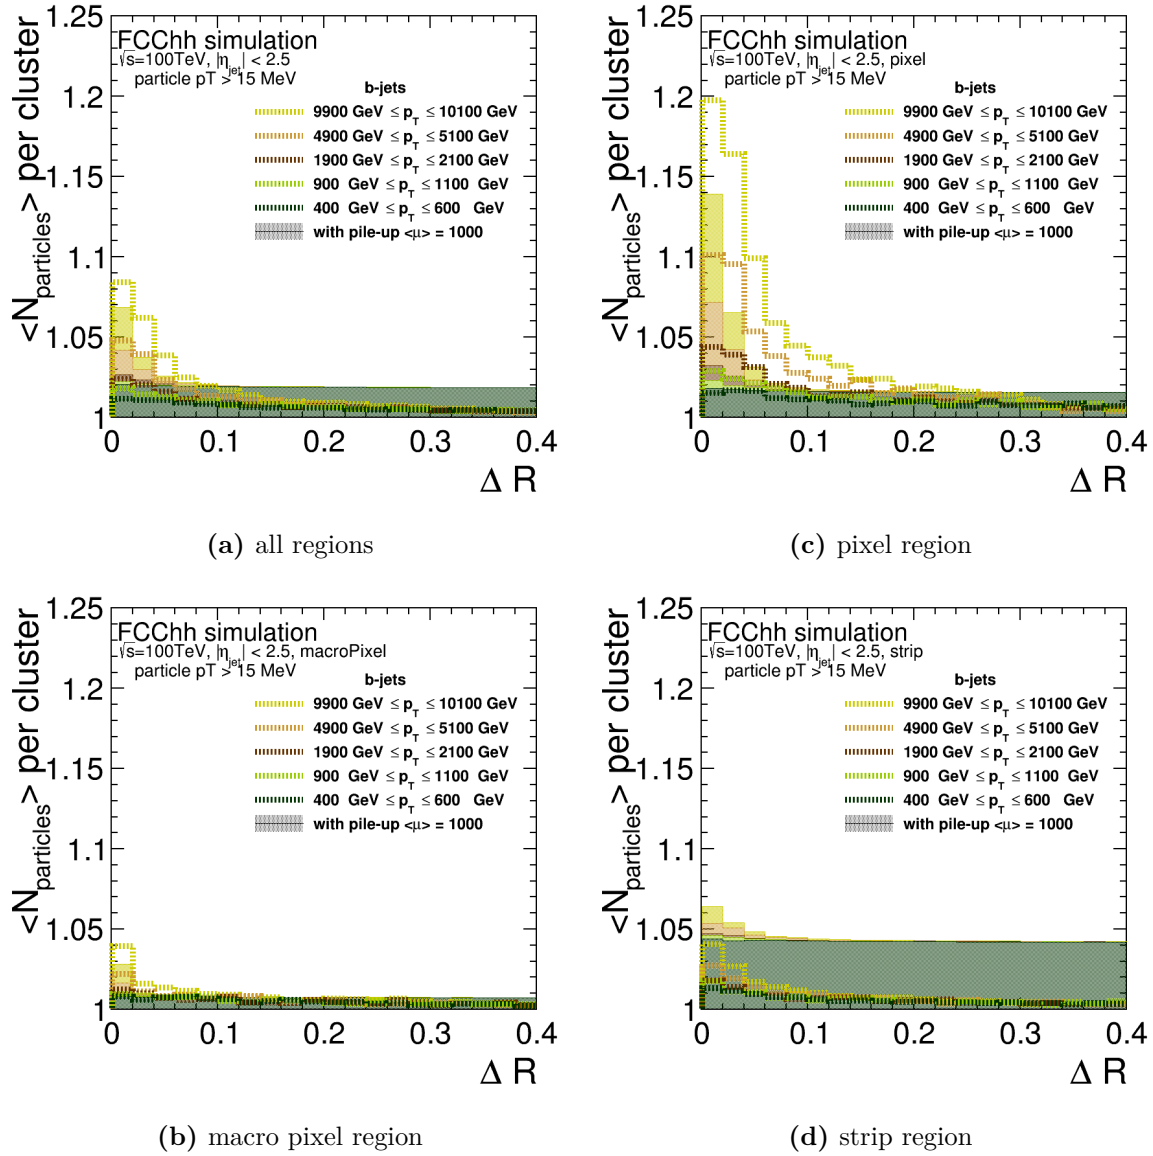 FCChh simulation
√s=100TeV, |η_jet| < 2.5
particle pT > 15 MeV
b-jets
9900 GeV ≤ p_T ≤ 10100 GeV
4900 GeV ≤ p_T ≤ 5100 GeV
1900 GeV ≤ p_T ≤ 2100 GeV
900 GeV ≤ p_T ≤ 1100 GeV
400 GeV ≤ p_T ≤ 600 GeV
with pile-up <μ> = 1000
<N_particles> per cluster
1.25
1.2
1.15
1.1
1.05
1
0 0.1 0.2 0.3 0.4
Δ R
(a) all regions
FCChh simulation
√s=100TeV, |η_jet| < 2.5, pixel
particle pT > 15 MeV
b-jets
9900 GeV ≤ p_T ≤ 10100 GeV
4900 GeV ≤ p_T ≤ 5100 GeV
1900 GeV ≤ p_T ≤ 2100 GeV
900 GeV ≤ p_T ≤ 1100 GeV
400 GeV ≤ p_T ≤ 600 GeV
with pile-up <μ> = 1000
<N_particles> per cluster
1.25
1.2
1.15
1.1
1.05
1
0 0.1 0.2 0.3 0.4
Δ R
(c) pixel region
FCChh simulation
√s=100TeV, |η_jet| < 2.5, macroPixel
particle pT > 15 MeV
b-jets
9900 GeV ≤ p_T ≤ 10100 GeV
4900 GeV ≤ p_T ≤ 5100 GeV
1900 GeV ≤ p_T ≤ 2100 GeV
900 GeV ≤ p_T ≤ 1100 GeV
400 GeV ≤ p_T ≤ 600 GeV
with pile-up <μ> = 1000
<N_particles> per cluster
1.25
1.2
1.15
1.1
1.05
1
0 0.1 0.2 0.3 0.4
Δ R
(b) macro pixel region
FCChh simulation
√s=100TeV, |η_jet| < 2.5, strip
particle pT > 15 MeV
b-jets
9900 GeV ≤ p_T ≤ 10100 GeV
4900 GeV ≤ p_T ≤ 5100 GeV
1900 GeV ≤ p_T ≤ 2100 GeV
900 GeV ≤ p_T ≤ 1100 GeV
400 GeV ≤ p_T ≤ 600 GeV
with pile-up <μ> = 1000
<N_particles> per cluster
1.25
1.2
1.15
1.1
1.05
1
0 0.1 0.2 0.3 0.4
Δ R
(d) strip region